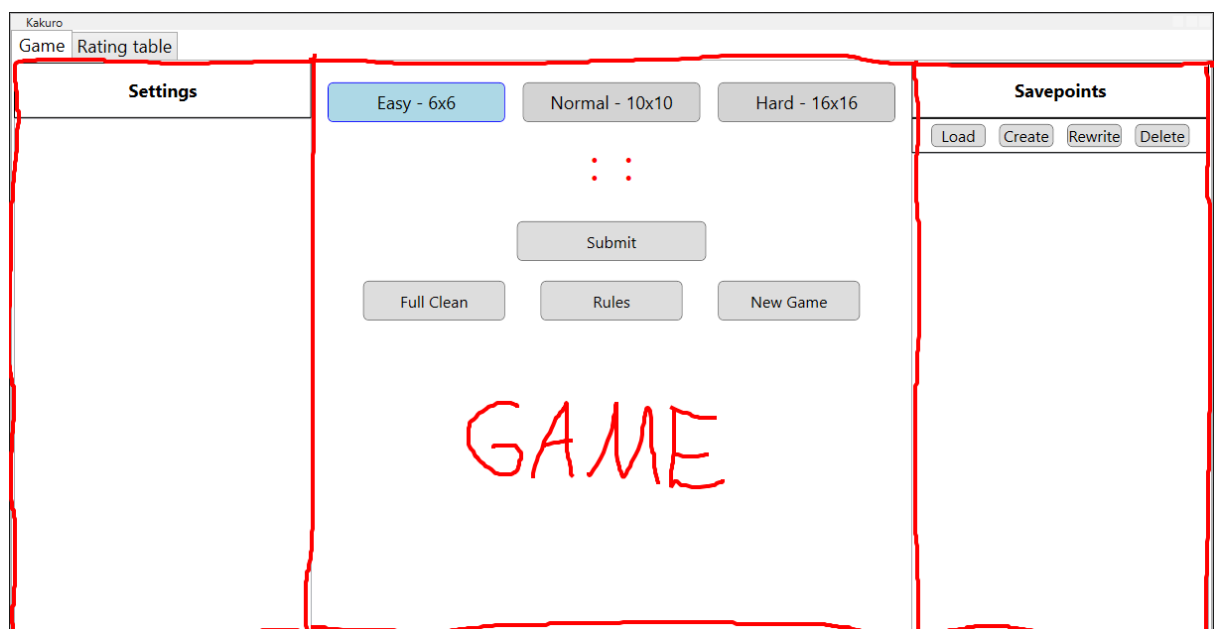 Kakuro
Game Rating table
Settings
Easy - 6x6 Normal - 10x10 Hard - 16x16
Savepoints
Load Create Rewrite Delete
: :
Submit
Full Clean Rules New Game
GAME